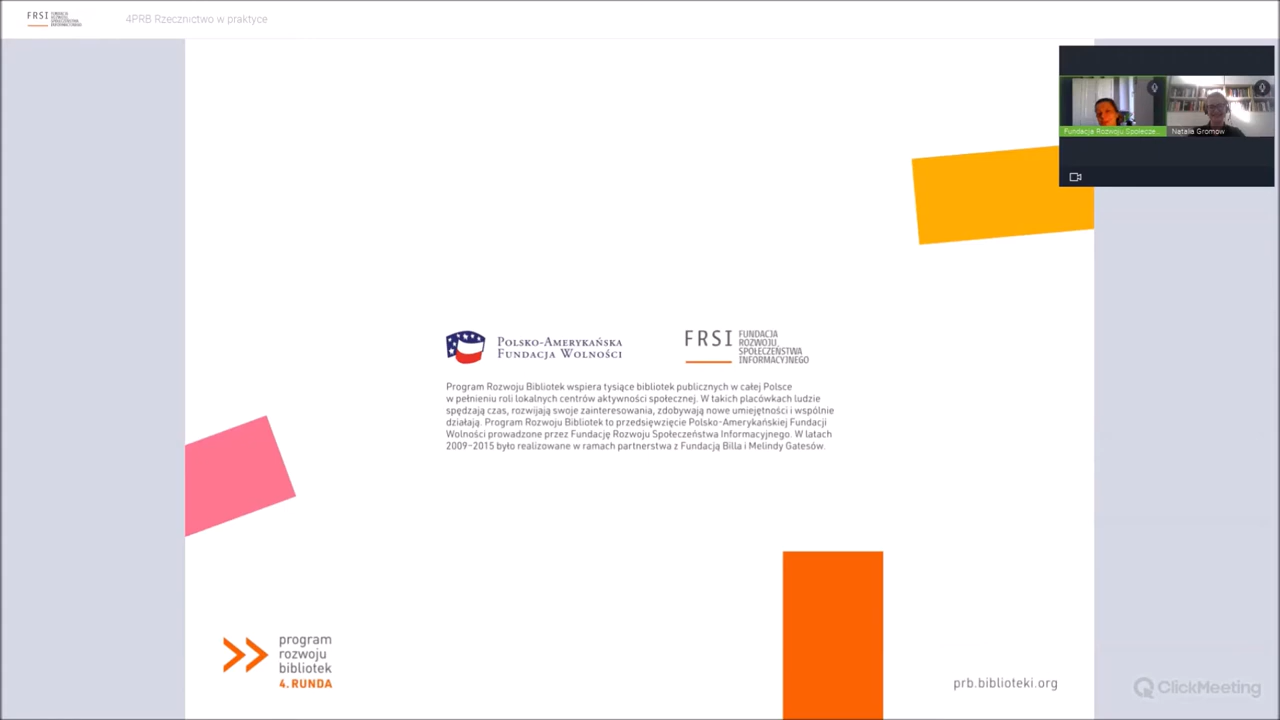 FRSI
4PRB Rzecznictwo w praktyce
Fundacja Rozwoju Społecze...
Natalia Gromow
POLSKO-AMERYKAŃSKA
FUNDACJA WOLNOŚCI
FRSI
FUNDACJA
ROZWOJU
SPOŁECZEŃSTWA
INFORMACYJNEGO
Program Rozwoju Bibliotek wspiera tysiące bibliotek publicznych w całej Polsce
w pełnieniu roli lokalnych centrów aktywności społecznej. W takich placówkach ludzie
spędzają czas, rozwijają swoje zainteresowania, zdobywają nowe umiejętności i wspólnie
działają. Program Rozwoju Bibliotek to przedsięwzięcie Polsko-Amerykańskiej Fundacji
Wolności prowadzone przez Fundację Rozwoju Społeczeństwa Informacyjnego. W latach
2009-2015 było realizowane w ramach partnerstwa z Fundacją Billa i Melindy Gatesów.
program
rozwoju
bibliotek
4. RUNDA
prb.biblioteki.org
ClickMeeting